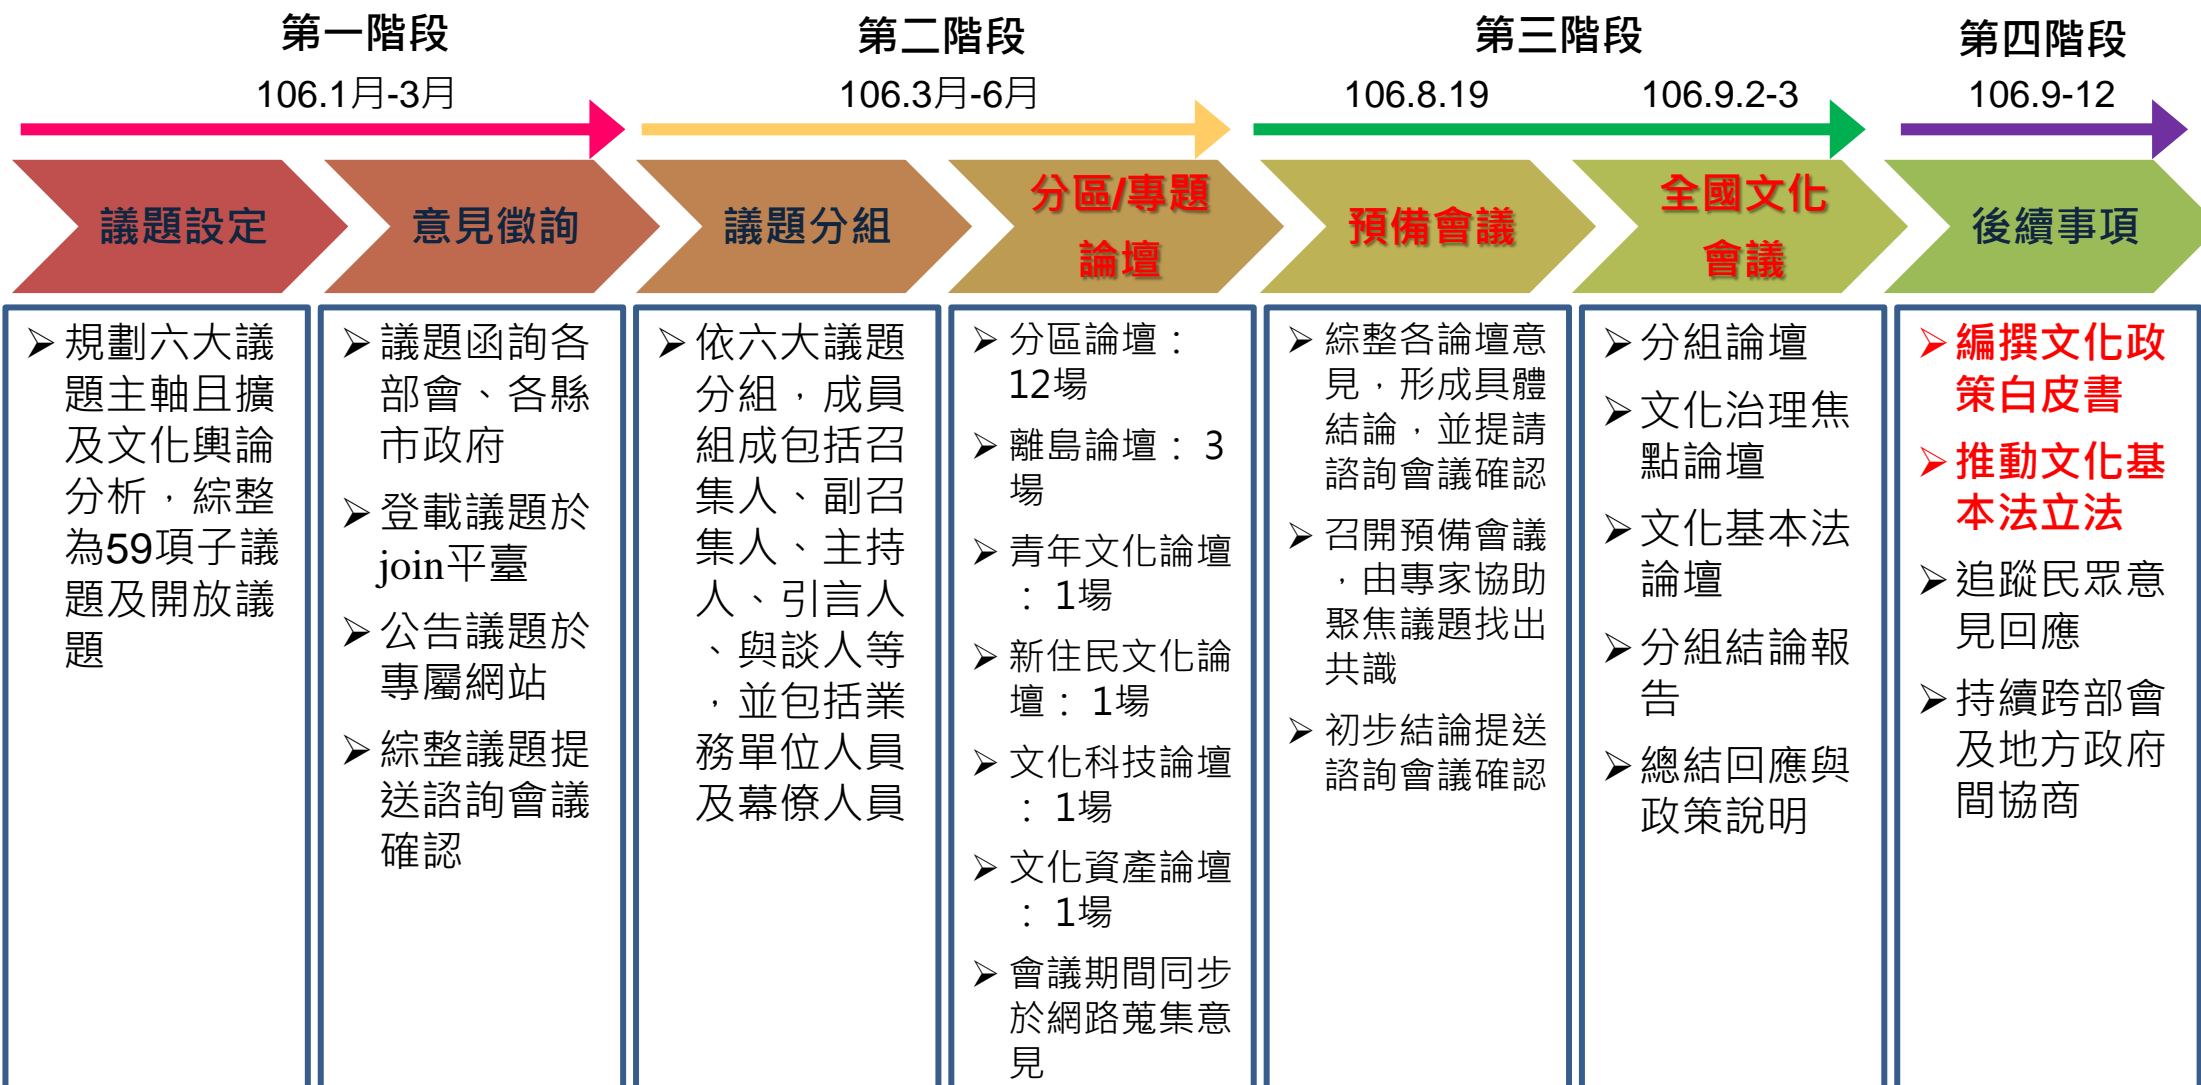 第一階段
106.1月-3月
第二階段
106.3月-6月
第三階段
106.8.19
106.9.2-3
第四階段
106.9-12
議題設定
意見徵詢
議題分組
分區/專題
論壇
預備會議
全國文化
會議
後續事項
➢規劃六大議
題主軸且擴
及文化輿論
分析，綜整
為59項子議
題及開放議
題
➢議題函詢各
部會、各縣
市政府
➢登載議題於
join平臺
➢公告議題於
專屬網站
➢綜整議題提
送諮詢會議
確認
➢依六大議題
分組，成員
組成包括召
集人、副召
集人、主持
人、引言人
、與談人等
，並包括業
務單位人員
及幕僚人員
➢分區論壇：
12場
➢離島論壇：3
場
➢青年文化論壇
：1場
➢新住民文化論
壇：1場
➢文化科技論壇
：1場
➢文化資產論壇
：1場
➢會議期間同步
於網路蒐集意
見
➢綜整各論壇意
見，形成具體
結論，並提請
諮詢會議確認
➢召開預備會議
，由專家協助
聚焦議題找出
共識
➢初步結論提送
諮詢會議確認
➢分組論壇
➢文化治理焦
點論壇
➢文化基本法
論壇
➢分組結論報
告
➢總結回應與
政策說明
➢編撰文化政
策白皮書
➢推動文化基
本法立法
➢追蹤民眾意
見回應
➢持續跨部會
及地方政府
間協商